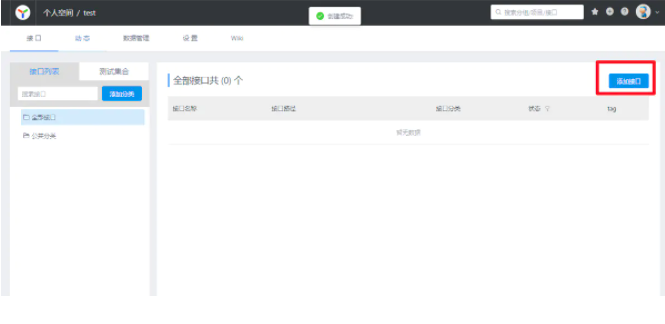 个人空间 / test
创建成功
搜索分组/项目/接口
接口 动态 数据管理 设置 Wiki
接口列表 测试集合
搜索接口 添加分类
全部接口
公共分类
全部接口共 (0) 个
添加接口
接口名称 接口路径 接口分类 状态 tag
暂无数据